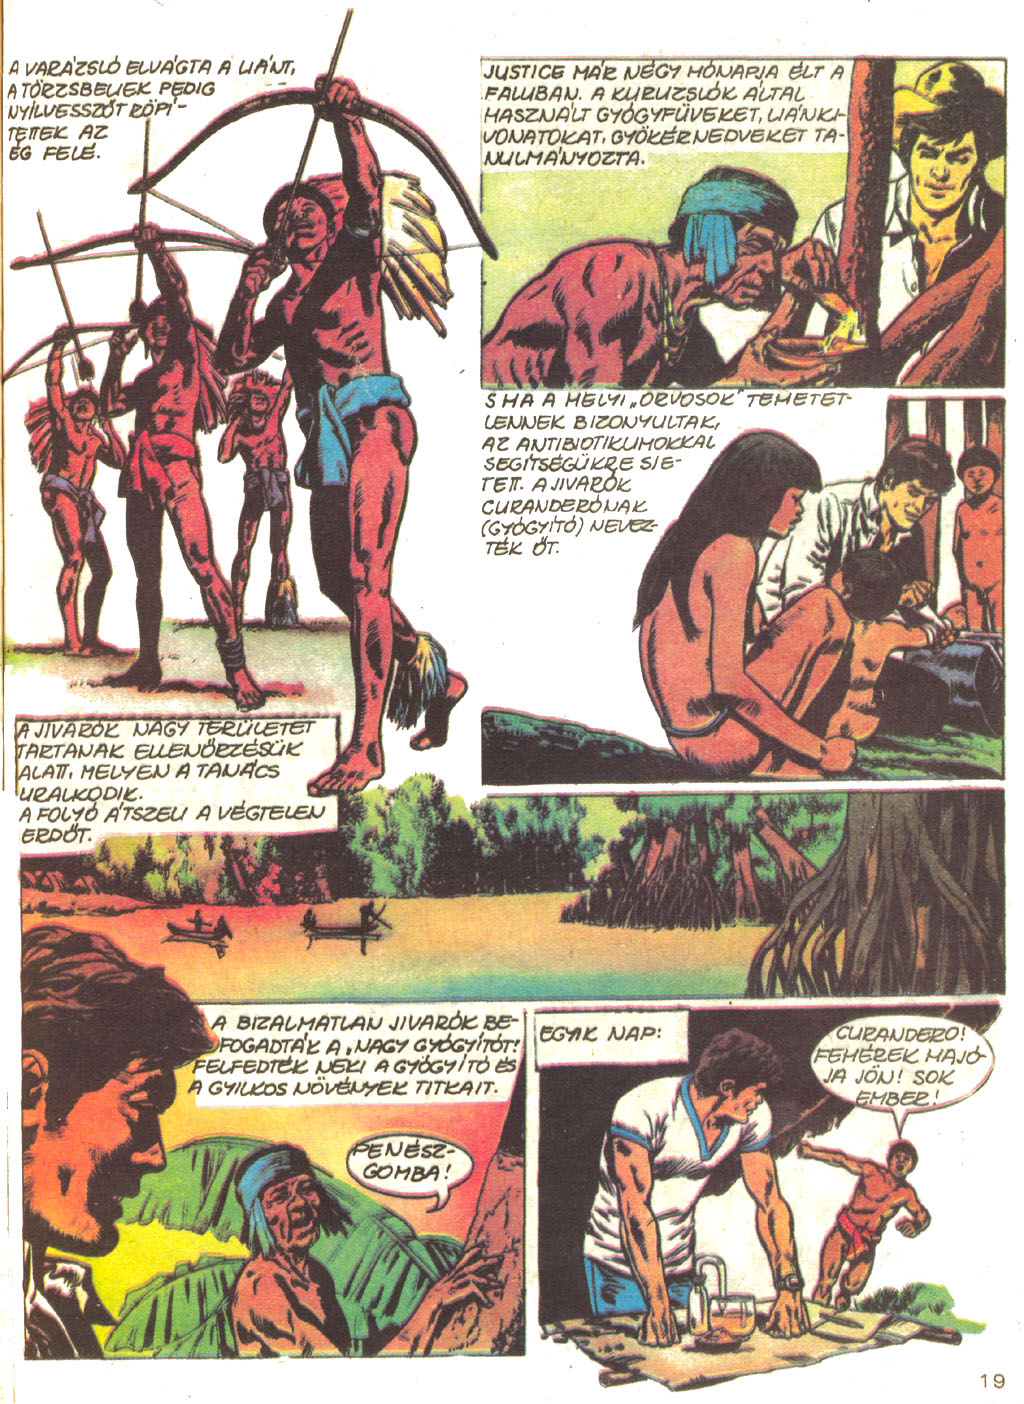 A VARÁZSLÓ ELVÁGTA A LIÁNT,
A TÖRZSBELIEK PEDIG
NYÍLVESSZŐT RÖPÍ-
TETTEK AZ
ÉG FELÉ.
JUSTICE MÁR NÉGY HÓNAPJA ÉLT A
FALUBAN. A KURUZSLÓK ÁLTAL
HASZNÁLT GYÓGYFÜVEKET, LIÁNKI-
VONATOKAT, GYÖKÉRNEDVEKET TA-
NULMÁNYOZTA.
S HA A HELYI „ORVOSOK” TEHETET-
LENNEK BIZONYULTAK,
AZ ANTIBIOTIKUMOKKAL
SEGÍTSÉGÜKRE SIE-
TETT. A JIVARÓK
CURANDERÓNAK
(GYÓGYÍTÓ) NEVEZ-
TÉK ŐT.
A JIVARÓK NAGY TERÜLETET
TARTANAK ELLENŐRZÉSÜK
ALATT, MELYEN A TANÁCS
URALKODIK.
A FOLYÓ ÁTSZELI A VÉGTELEN
ERDŐT.
A BIZALMATLAN JIVARÓK BE-
FOGADTÁK A „NAGY GYÓGYÍTÓT!
FELFEDTÉK NEKI A GYÓGYÍTÓ ÉS
A GYILKOS NÖVÉNYEK TITKAIT.
PENÉSZ-
GOMBA!
EGYIK NAP:
CURANDERO!
FEHÉREK HAJÓ-
JA JÖN! SOK
EMBER!
19